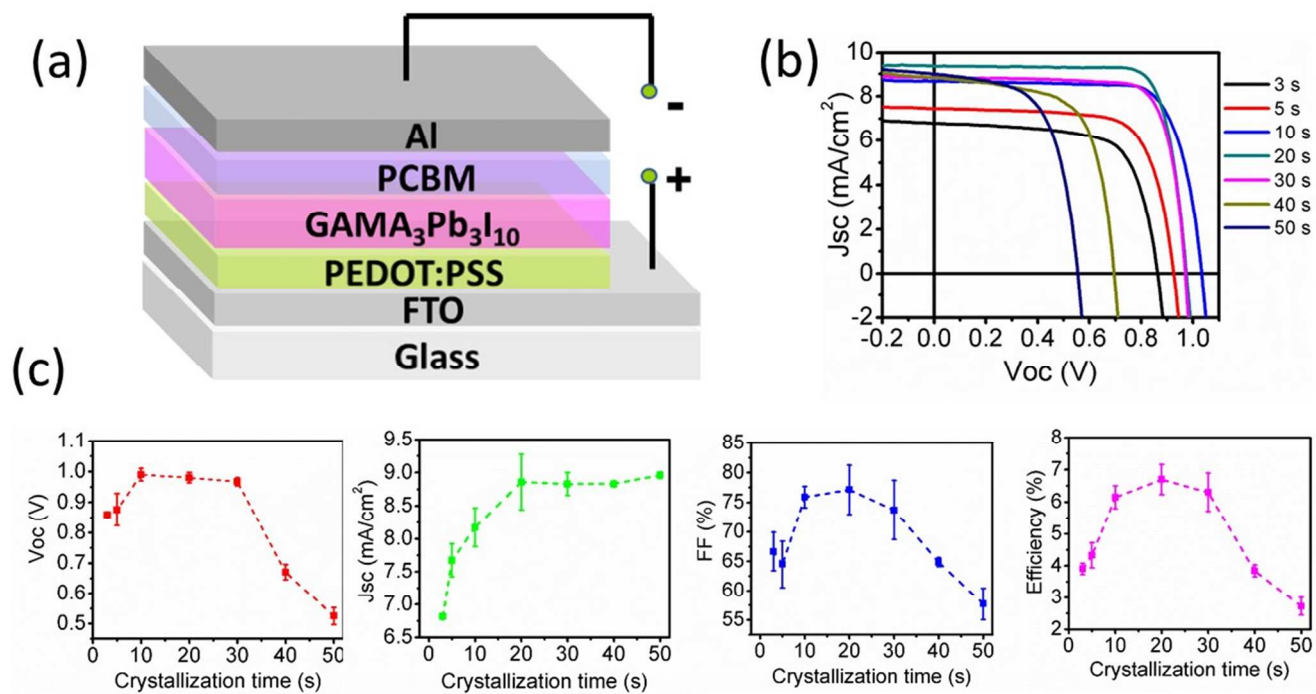 (a)
-
+
Al
PCBM
GAMA₃Pb₃I₁₀
PEDOT:PSS
FTO
Glass
(b)
Jsc (mA/cm²)
10
8
6
4
2
0
-2
-0.2 0.0 0.2 0.4 0.6 0.8 1.0
Voc (V)
3 s
5 s
10 s
20 s
30 s
40 s
50 s
(c)
Voc (V)
1.1
1.0
0.9
0.8
0.7
0.6
0.5
0 10 20 30 40 50
Crystallization time (s)
Jsc (mA/cm²)
9.5
9.0
8.5
8.0
7.5
7.0
6.5
0 10 20 30 40 50
Crystallization time (s)
FF (%)
85
80
75
70
65
60
55
0 10 20 30 40 50
Crystallization time (s)
Efficiency (%)
8
7
6
5
4
3
2
0 10 20 30 40 50
Crystallization time (s)